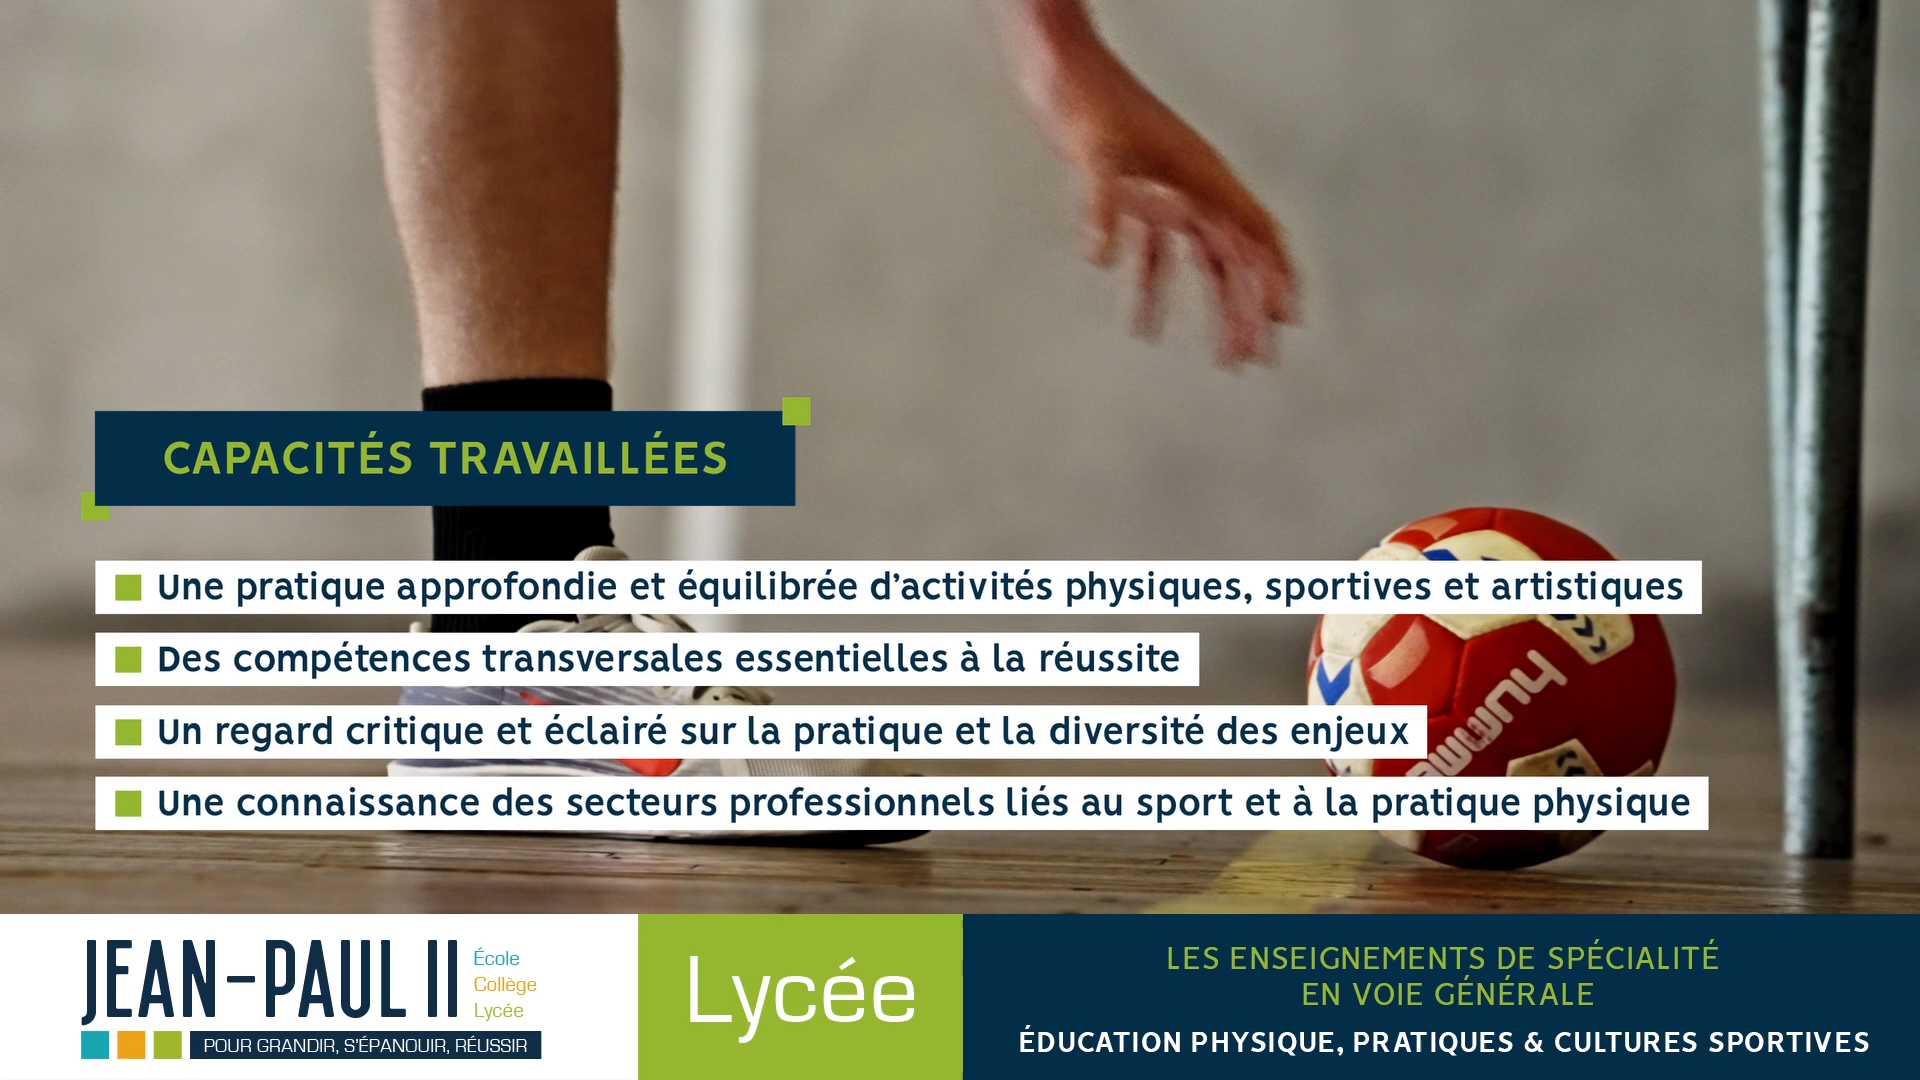 CAPACITÉS TRAVAILLÉES
Une pratique approfondie et équilibrée d’activités physiques, sportives et artistiques
Des compétences transversales essentielles à la réussite
Un regard critique et éclairé sur la pratique et la diversité des enjeux
Une connaissance des secteurs professionnels liés au sport et à la pratique physique
hummel
JEAN-PAUL II
École
Collège
Lycée
POUR GRANDIR, S'ÉPANOUIR, RÉUSSIR
Lycée
LES ENSEIGNEMENTS DE SPÉCIALITÉ
EN VOIE GÉNÉRALE
ÉDUCATION PHYSIQUE, PRATIQUES & CULTURES SPORTIVES